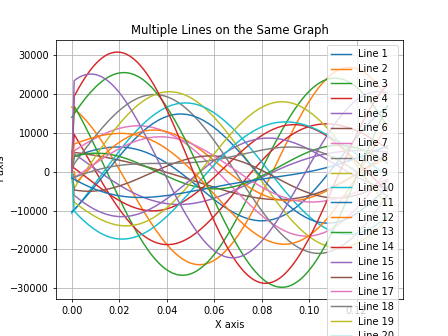 Multiple Lines on the Same Graph
30000
20000
10000
0
−10000
−20000
−30000
0.00
0.02
0.04
0.06
0.08
0.10
X axis
axis
Line 1
Line 2
Line 3
Line 4
Line 5
Line 6
Line 7
Line 8
Line 9
Line 10
Line 11
Line 12
Line 13
Line 14
Line 15
Line 16
Line 17
Line 18
Line 19
Line 20